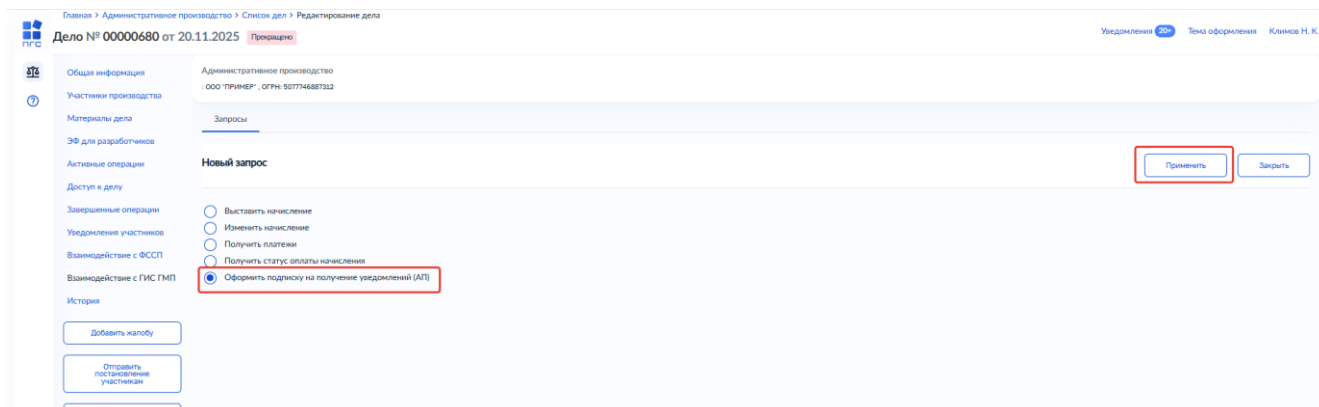 Главная > Административное производство > Список дел > Редактирование дела
Дело № 00000680 от 20.11.2025 Прекращено
Уведомления 20+ Тема оформления Климов Н. К.
ПГС
Общая информация
Участники производства
Материалы дела
ЭФ для разработчиков
Активные операции
Доступ к делу
Завершенные операции
Уведомления участников
Взаимодействие с ФССП
Взаимодействие с ГИС ГМП
История
Добавить жалобу
Отправить
постановление
участникам
Административное производство
: ООО "ПРИМЕР" , ОГРН: 5077746887312
Запросы
Новый запрос
Применить
Закрыть
Выставить начисление
Изменить начисление
Получить платежи
Получить статус оплаты начисления
Оформить подписку на получение уведомлений (АП)